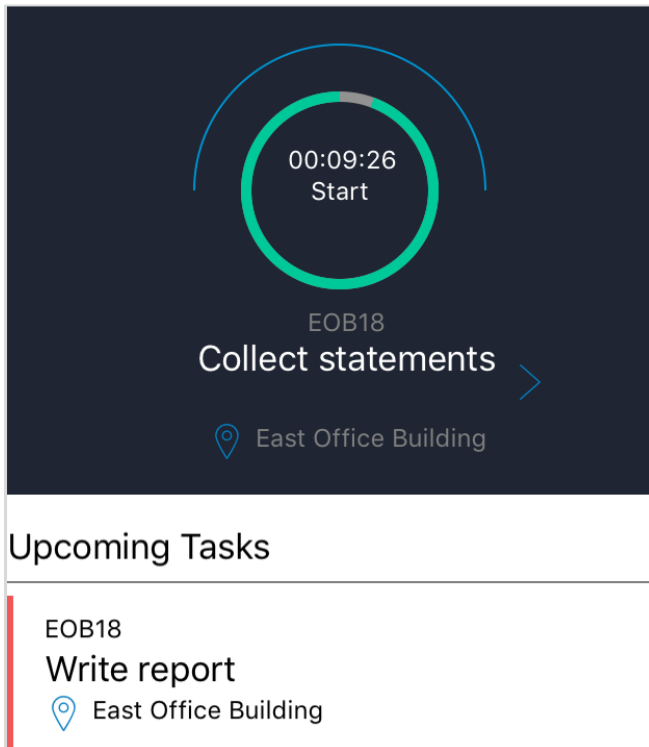 00:09:26
Start
EOB18
Collect statements
East Office Building
Upcoming Tasks
EOB18
Write report
East Office Building